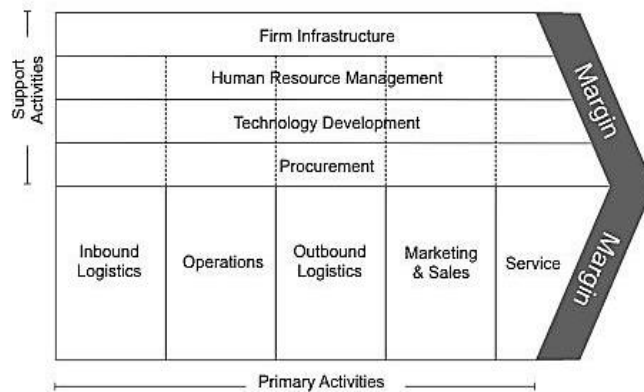 Firm Infrastructure
Human Resource Management
Technology Development
Procurement
Support
Activities
Inbound
Logistics
Operations
Outbound
Logistics
Marketing
& Sales
Service
Margin
Margin
Primary Activities